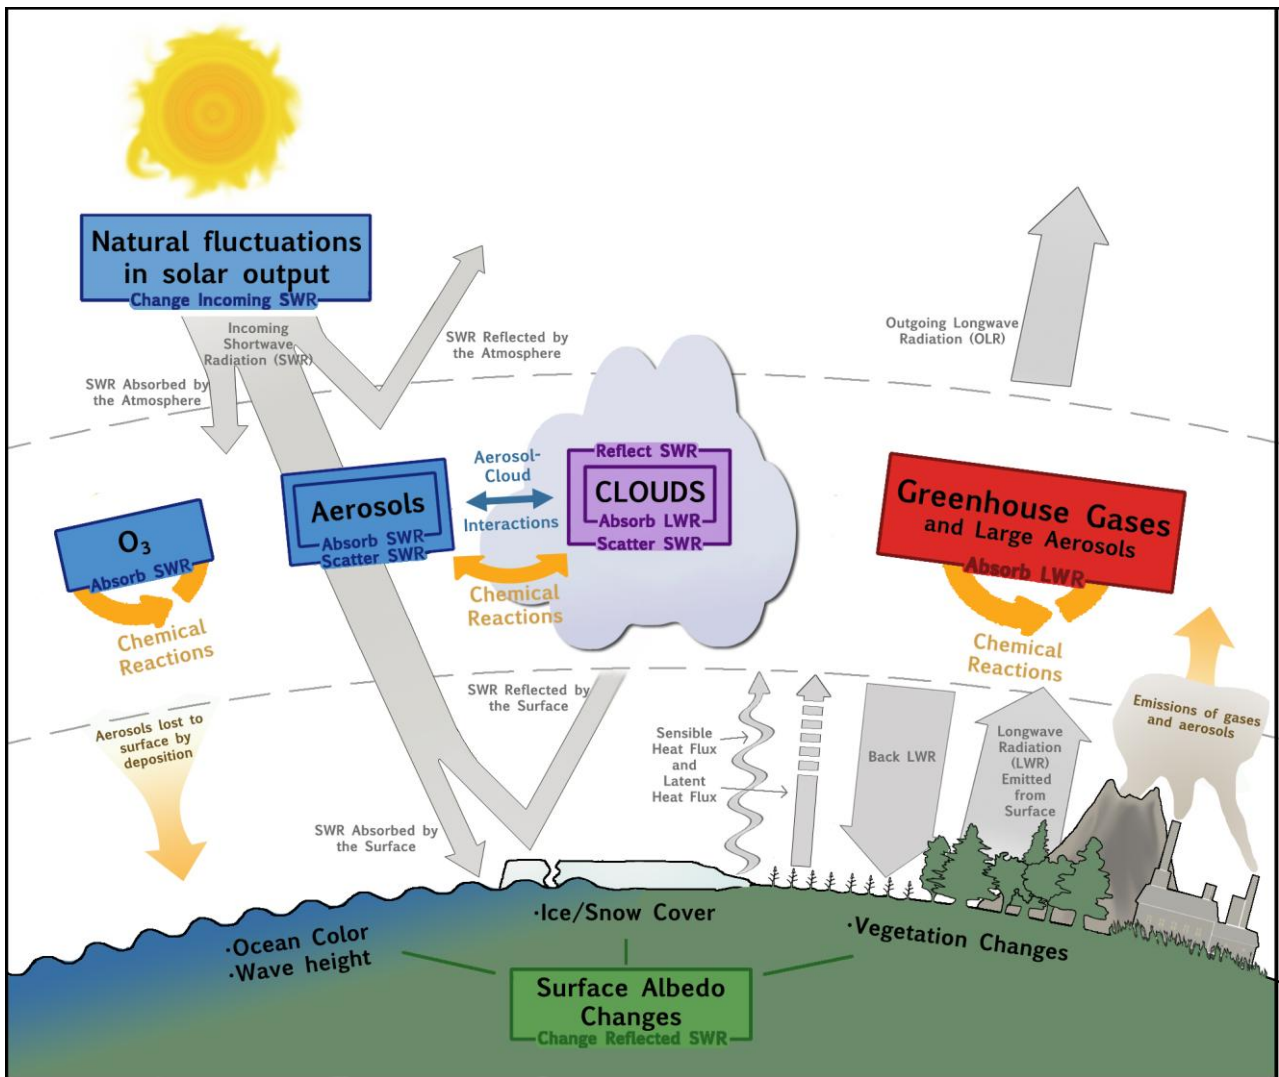 Natural fluctuations
in solar output
Change Incoming SWR
Incoming
Shortwave
Radiation (SWR)
SWR Absorbed by
the Atmosphere
SWR Reflected by
the Atmosphere
Outgoing Longwave
Radiation (OLR)
O₃
Absorb SWR
Chemical
Reactions
Aerosols
Absorb SWR
Scatter SWR
Aerosol-
Cloud
Interactions
Chemical
Reactions
Reflect SWR
CLOUDS
Absorb LWR
Scatter SWR
Greenhouse Gases
and Large Aerosols
Absorb LWR
Chemical
Reactions
Aerosols lost to
surface by
deposition
SWR Reflected by
the Surface
SWR Absorbed by
the Surface
Sensible
Heat Flux
and
Latent
Heat Flux
Back LWR
Longwave
Radiation
(LWR)
Emitted
from
Surface
Emissions of gases
and aerosols
·Ocean Color
·Wave height
·Ice/Snow Cover
·Vegetation Changes
Surface Albedo
Changes
Change Reflected SWR